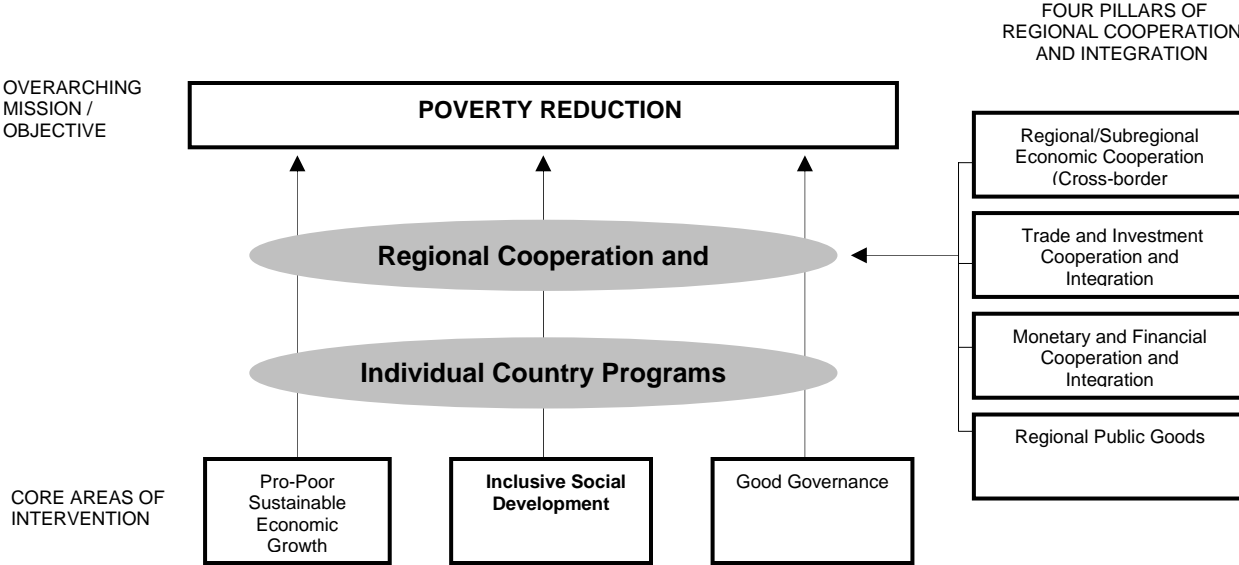 FOUR PILLARS OF
REGIONAL COOPERATION
AND INTEGRATION
OVERARCHING
MISSION /
OBJECTIVE
POVERTY REDUCTION
Regional/Subregional
Economic Cooperation
(Cross-border
Regional Cooperation and
Trade and Investment
Cooperation and
Integration
Individual Country Programs
Monetary and Financial
Cooperation and
Integration
Regional Public Goods
CORE AREAS OF
INTERVENTION
Pro-Poor
Sustainable
Economic
Growth
Inclusive Social
Development
Good Governance